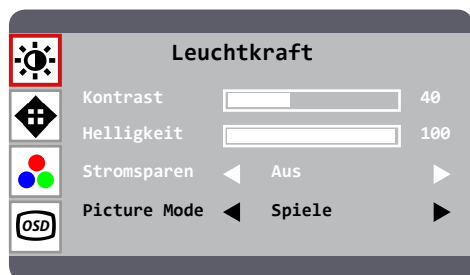 Leuchtkraft
Kontrast 40
Helligkeit 100
Stromsparen Aus
Picture Mode Spiele
OSD